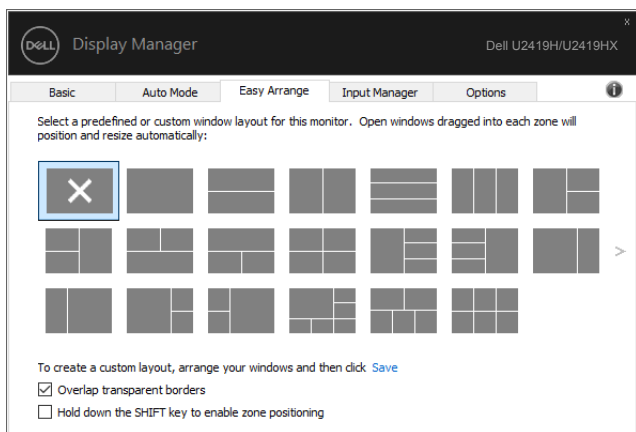 x
DELL Display Manager Dell U2419H/U2419HX
Basic Auto Mode Easy Arrange Input Manager Options
Select a predefined or custom window layout for this monitor. Open windows dragged into each zone will
position and resize automatically:
>
To create a custom layout, arrange your windows and then click Save
Overlap transparent borders
Hold down the SHIFT key to enable zone positioning